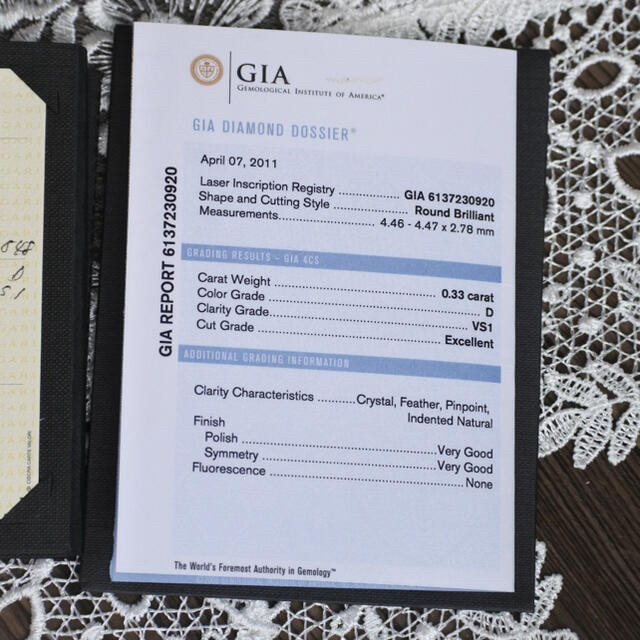 GIA
GEMOLOGICAL INSTITUTE OF AMERICA®
GIA DIAMOND DOSSIER®
April 07, 2011
Laser Inscription Registry .............. GIA 6137230920
Shape and Cutting Style .............. Round Brilliant
Measurements.............. 4.46 - 4.47 x 2.78 mm
GRADING RESULTS - GIA 4CS
Carat Weight .............. 0.33 carat
Color Grade .............. D
Clarity Grade.............. VS1
Cut Grade .............. Excellent
ADDITIONAL GRADING INFORMATION
Clarity Characteristics ..........Crystal, Feather, Pinpoint,
Indented Natural
Finish
Polish ..............Very Good
Symmetry ..............Very Good
Fluorescence .............. None
The World's Foremost Authority in Gemology™
GIA REPORT 6137230920
D